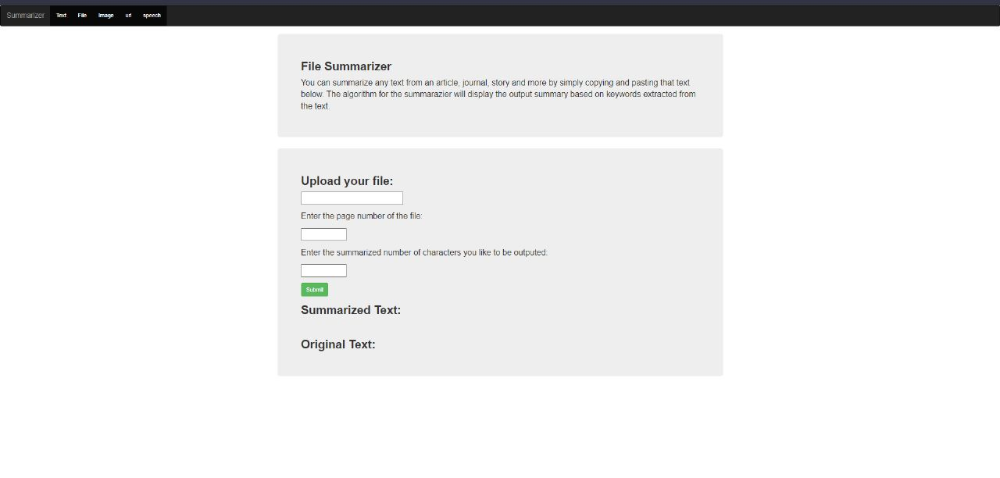 Summarizer Text File Image url speech
File Summarizer
You can summarize any text from an article, journal, story and more by simply copying and pasting that text
below. The algorithm for the summarazier will display the output summary based on keywords extracted from
the text.
Upload your file:
Enter the page number of the file:
Enter the summarized number of characters you like to be outputed:
Submit
Summarized Text:
Original Text: